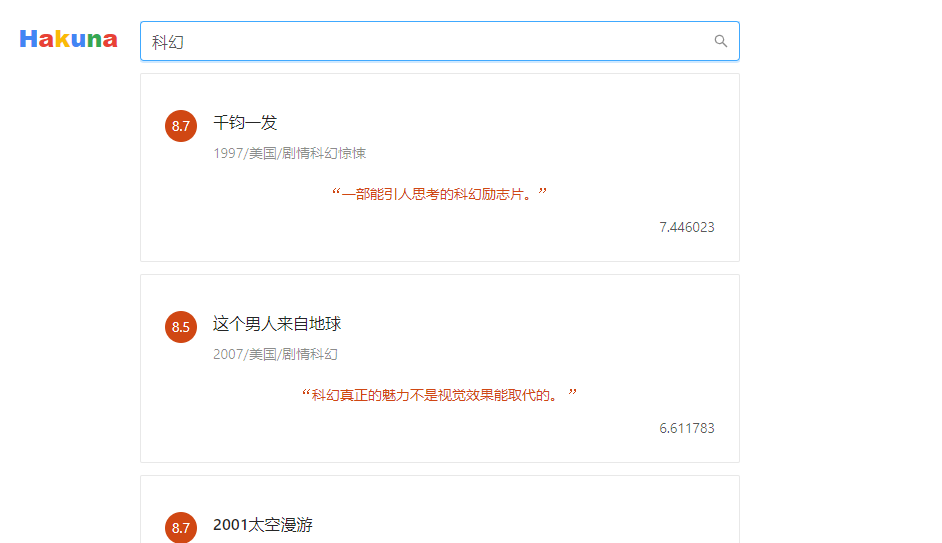 Hakuna
科幻
8.7
千钧一发
1997/美国/剧情科幻惊悚
“一部能引人思考的科幻励志片。”
7.446023
8.5
这个男人来自地球
2007/美国/剧情科幻
“科幻真正的魅力不是视觉效果能取代的。 ”
6.611783
8.7
2001太空漫游